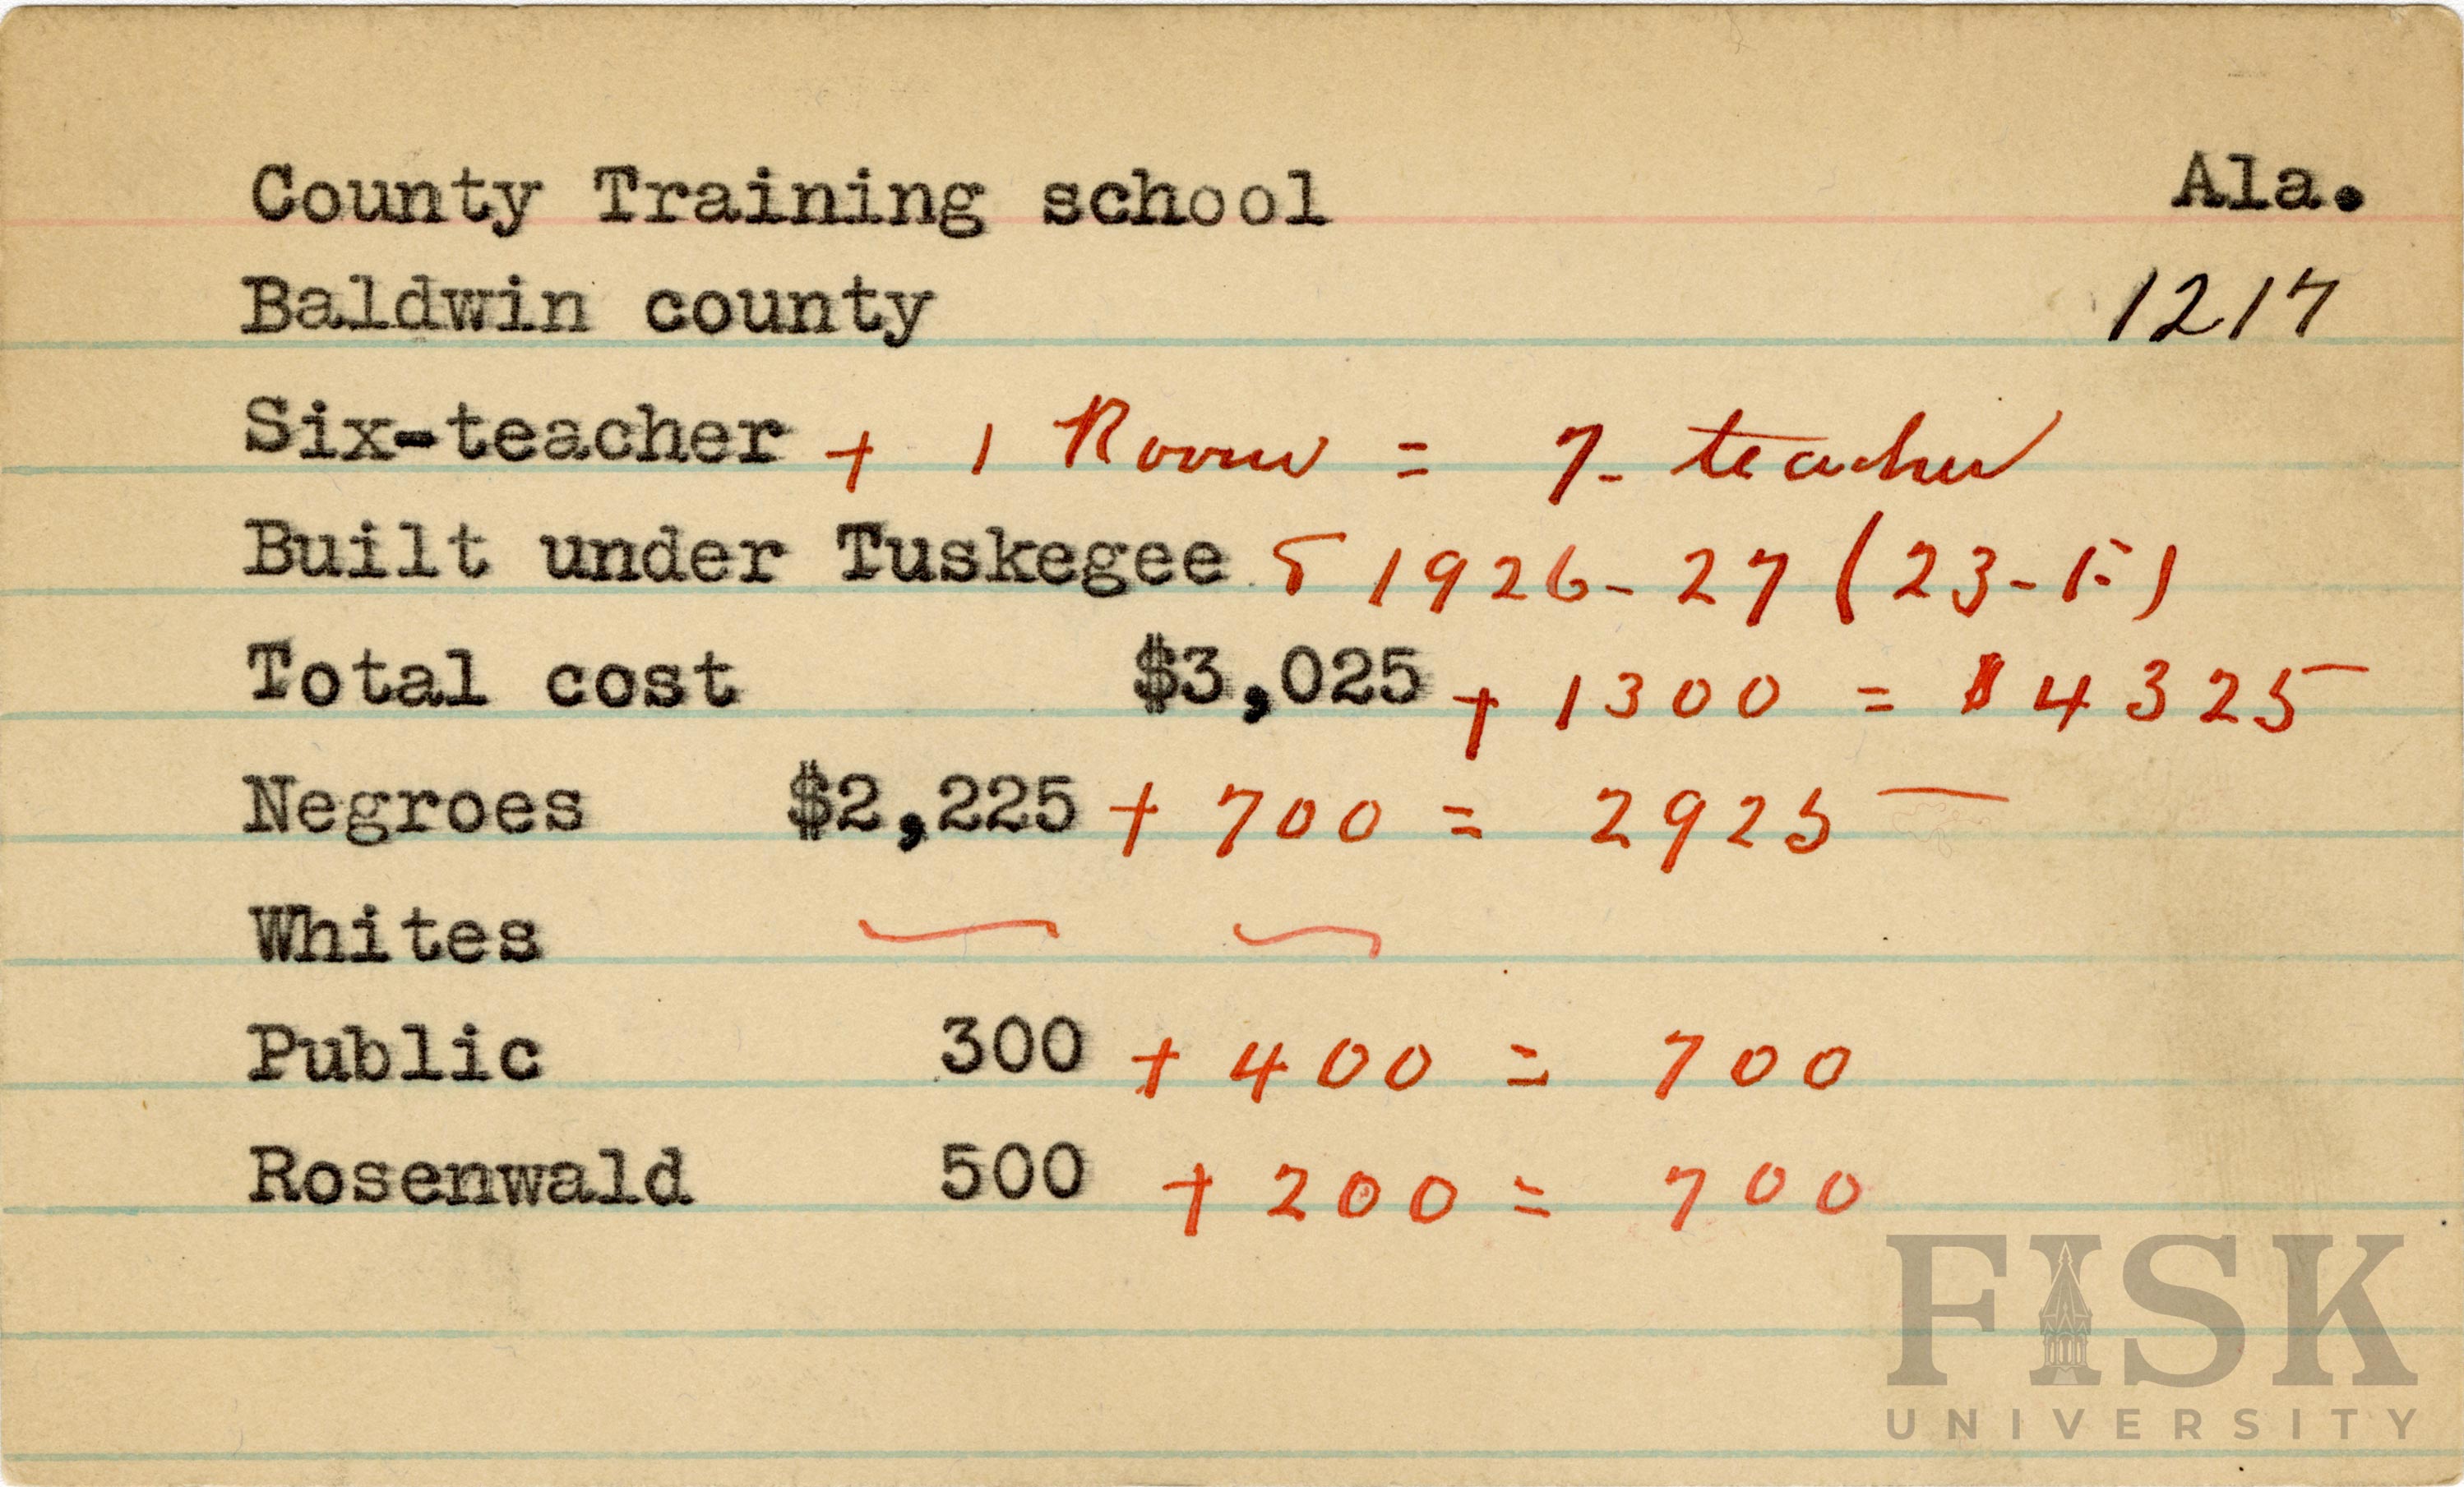 County Training school Ala.
Baldwin county 1217
Six-teacher + 1 Room = 7- teacher
Built under Tuskegee 1926-27 (23-E)
Total cost $3,025 + 1300 = $4325
Negroes $2,225 + 700 = 2925
Whites — —
Public 300 + 400 = 700
Rosenwald 500 + 200 = 700
FISK
UNIVERSITY